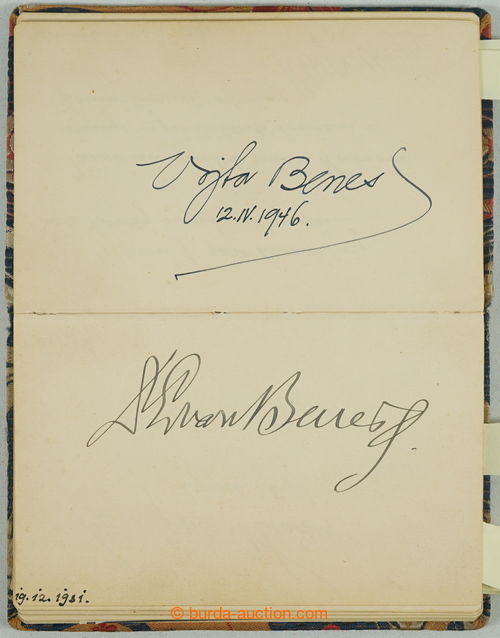 Vojta Beneš
12.IV.1946.
Dr Edvard Beneš.
19.12.1931.
© burda-auction.com